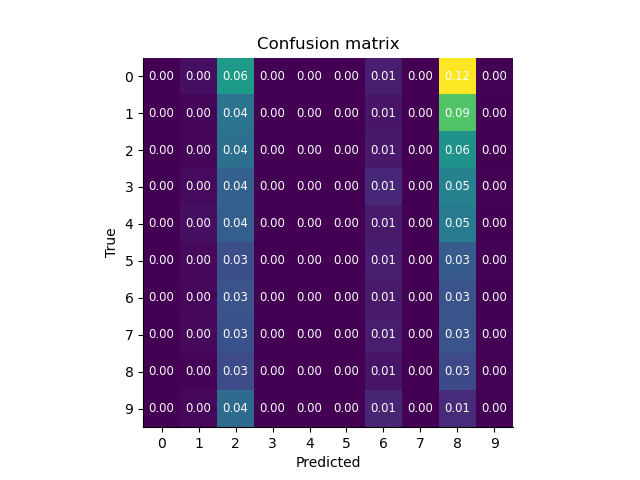 Confusion matrix
True
0 0.00 0.00 0.06 0.00 0.00 0.00 0.01 0.00 0.12 0.00
1 0.00 0.00 0.04 0.00 0.00 0.00 0.01 0.00 0.09 0.00
2 0.00 0.00 0.04 0.00 0.00 0.00 0.01 0.00 0.06 0.00
3 0.00 0.00 0.04 0.00 0.00 0.00 0.01 0.00 0.05 0.00
4 0.00 0.00 0.04 0.00 0.00 0.00 0.01 0.00 0.05 0.00
5 0.00 0.00 0.03 0.00 0.00 0.00 0.01 0.00 0.03 0.00
6 0.00 0.00 0.03 0.00 0.00 0.00 0.01 0.00 0.03 0.00
7 0.00 0.00 0.03 0.00 0.00 0.00 0.01 0.00 0.03 0.00
8 0.00 0.00 0.03 0.00 0.00 0.00 0.01 0.00 0.03 0.00
9 0.00 0.00 0.04 0.00 0.00 0.00 0.01 0.00 0.01 0.00
0 1 2 3 4 5 6 7 8 9
Predicted